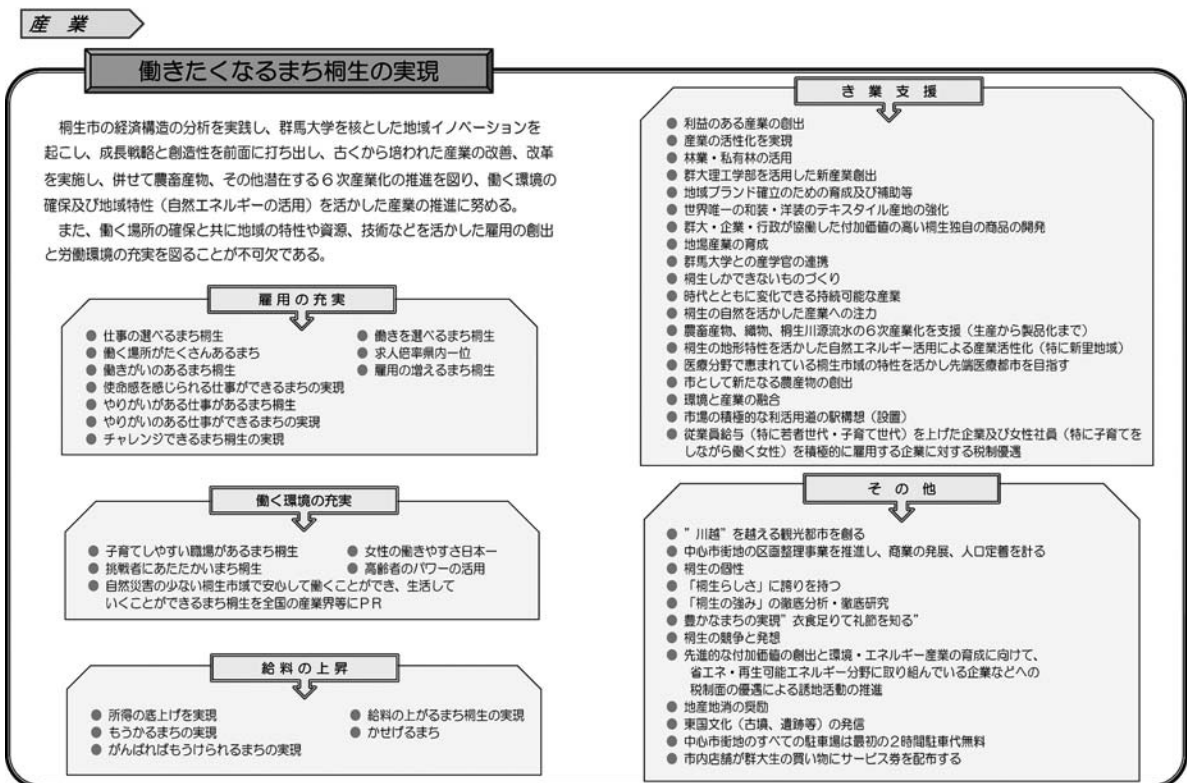 産 業
働きたくなるまち桐生の実現
桐生市の経済構造の分析を実践し、群馬大学を核とした地域イノベーションを
起こし、成長戦略と創造性を前面に打ち出し、古くから培われた産業の改善、改革
を実施し、併せて農畜産物、その他潜在する6次産業化の推進を図り、働く環境の
確保及び地域特性（自然エネルギーの活用）を活かした産業の推進に努める。
また、働く場所の確保と共に地域の特性や資源、技術などを活かした雇用の創出
と労働環境の充実を図ることが不可欠である。
雇用の充実
● 仕事の選べるまち桐生
● 働く場所がたくさんあるまち
● 働きがいのあるまち桐生
● 使命感を感じられる仕事ができるまちの実現
● やりがいがある仕事があるまち桐生
● やりがいのある仕事ができるまちの実現
● チャレンジできるまち桐生の実現
● 働きを選べるまち桐生
● 求人倍率県内一位
● 雇用の増えるまち桐生
働く環境の充実
● 子育てしやすい職場があるまち桐生
● 女性の働きやすさ日本一
● 挑戦者にあたたかいまち桐生
● 高齢者のパワーの活用
● 自然災害の少ない桐生市域で安心して働くことができ、生活して
いくことができるまち桐生を全国の産業界等にＰＲ
給料の上昇
● 所得の底上げを実現
● 給料の上がるまち桐生の実現
● もうかるまちの実現
● かせげるまち
● がんばればもうけられるまちの実現
き 業 支 援
● 利益のある産業の創出
● 産業の活性化を実現
● 林業・私有林の活用
● 群大理工学部を活用した新産業創出
● 地域ブランド確立のための育成及び補助等
● 世界唯一の和装・洋装のテキスタイル産地の強化
● 群大・企業・行政が協働した付加価値の高い桐生独自の商品の開発
● 地場産業の育成
● 群馬大学との産学官の連携
● 桐生しかできないものづくり
● 時代とともに変化できる持続可能な産業
● 桐生の自然を活かした産業への注力
● 農畜産物、織物、桐生川源流水の６次産業化を支援（生産から製品化まで）
● 桐生の地形特性を活かした自然エネルギー活用による産業活性化（特に新里地域）
● 医療分野で恵まれている桐生市域の特性を活かし先端医療都市を目指す
● 市として新たなる農産物の創出
● 環境と産業の融合
● 市場の積極的な利活用道の駅構想（設置）
● 従業員給与（特に若者世代・子育て世代）を上げた企業及び女性社員（特に子育てを
しながら働く女性）を積極的に雇用する企業に対する税制優遇
そ の 他
● ”川越”を越える観光都市を創る
● 中心市街地の区画整理事業を推進し、商業の発展、人口定着を計る
● 桐生の個性
● 「桐生らしさ」に誇りを持つ
● 「桐生の強み」の徹底分析・徹底研究
● 豊かなまちの実現”衣食足りて礼節を知る”
● 桐生の競争と発想
● 先進的な付加価値の創出と環境・エネルギー産業の育成に向けて、
省エネ・再生可能エネルギー分野に取り組んでいる企業などへの
税制面の優遇による誘地活動の推進
● 地産地消の奨励
● 東国文化（古墳、遺跡等）の発信
● 中心市街地のすべての駐車場は最初の２時間駐車代無料
● 市内店舗が群大生の買い物にサービス券を配布する